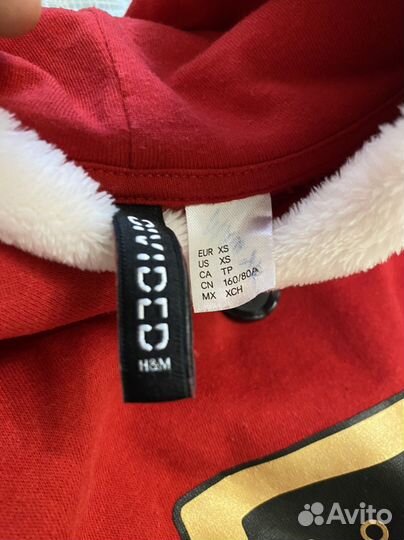 DIVIDED
H&M
EUR XS
US XS
CA TP
CN 160/80A
MX XCH
Avito